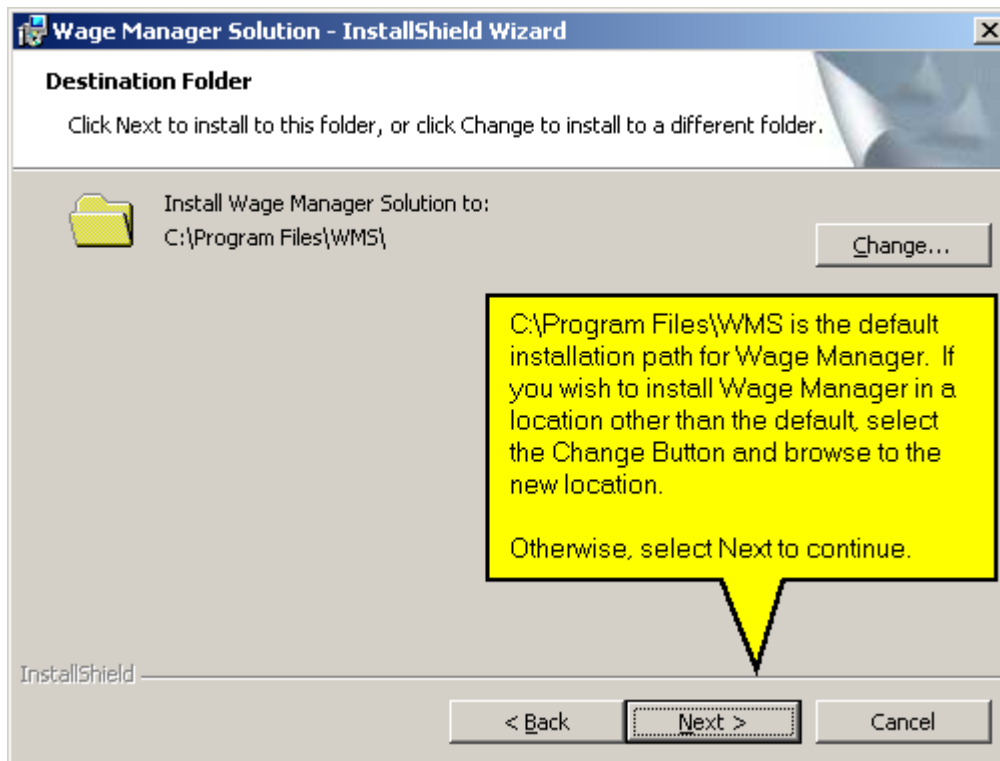 Wage Manager Solution - InstallShield Wizard
Destination Folder
Click Next to install to this folder, or click Change to install to a different folder.
Install Wage Manager Solution to:
C:\Program Files\WMS\
Change...
C:\Program Files\WMS is the default
installation path for Wage Manager.  If
you wish to install Wage Manager in a
location other than the default, select
the Change Button and browse to the
new location.
Otherwise, select Next to continue.
InstallShield
< Back
Next >
Cancel